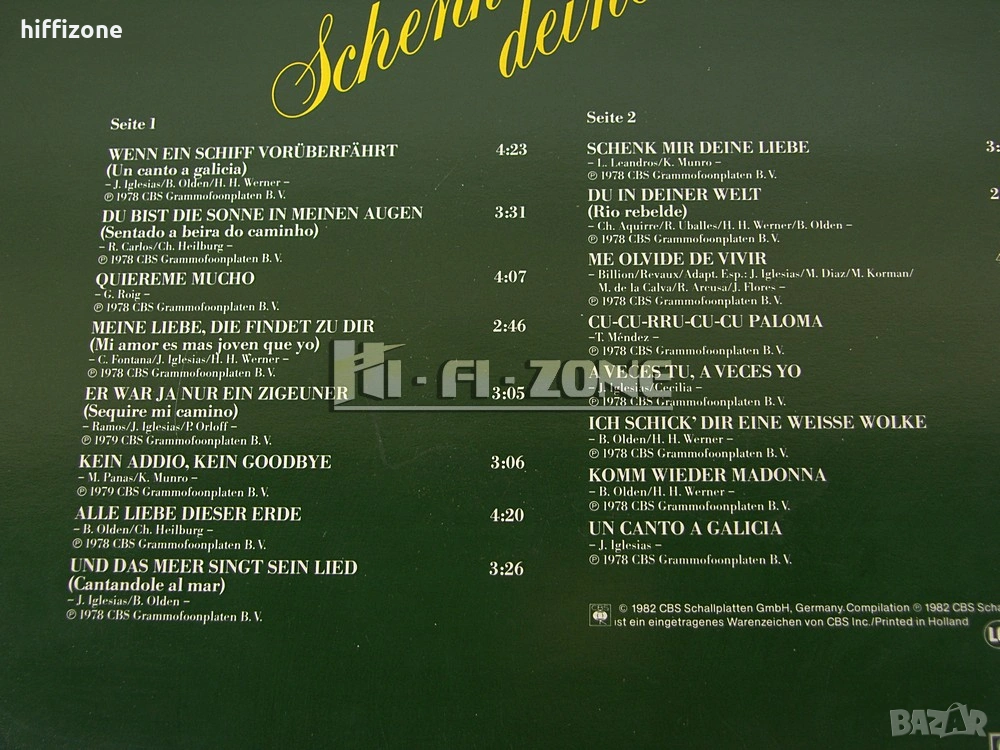 hiffizone
Schenk
deine
Seite 1
WENN EIN SCHIFF VORÜBERFÄHRT 4:23
(Un canto a galicia)
– J. Iglesias/B. Olden/H. H. Werner –
℗ 1978 CBS Grammofoonplaten B. V.
DU BIST DIE SONNE IN MEINEN AUGEN 3:31
(Sentado a beira do caminho)
– R. Carlos/Ch. Heilburg –
℗ 1978 CBS Grammofoonplaten B. V.
QUIEREME MUCHO 4:07
– G. Roig –
℗ 1978 CBS Grammofoonplaten B. V.
MEINE LIEBE, DIE FINDET ZU DIR 2:46
(Mi amor es mas joven que yo)
– C. Fontana/J. Iglesias/H. H. Werner –
℗ 1978 CBS Grammofoonplaten B. V.
ER WAR JA NUR EIN ZIGEUNER 3:05
(Sequire mi camino)
– Ramos/J. Iglesias/P. Orloff –
℗ 1979 CBS Grammofoonplaten B. V.
KEIN ADDIO, KEIN GOODBYE 3:06
– M. Panas/K. Munro –
℗ 1979 CBS Grammofoonplaten B. V.
ALLE LIEBE DIESER ERDE 4:20
– B. Olden/Ch. Heilburg –
℗ 1978 CBS Grammofoonplaten B. V.
UND DAS MEER SINGT SEIN LIED 3:26
(Cantandole al mar)
– J. Iglesias/B. Olden –
℗ 1978 CBS Grammofoonplaten B. V.
Seite 2
SCHENK MIR DEINE LIEBE 3:
– L. Leandros/K. Munro –
℗ 1978 CBS Grammofoonplaten B. V.
DU IN DEINER WELT 2
(Rio rebelde)
– Ch. Aquirre/R. Uballes/H. H. Werner/B. Olden –
℗ 1978 CBS Grammofoonplaten B. V.
ME OLVIDE DE VIVIR
– Billion/Revaux/Adapt. Esp.: J. Iglesias/M. Diaz/M. Korman/
M. de la Calva/R. Arcusa/J. Flores –
℗ 1978 CBS Grammofoonplaten B. V.
CU-CU-RRU-CU-CU PALOMA
–T. Méndez –
℗ 1978 CBS Grammofoonplaten B. V.
A VECES TU, A VECES YO
– J. Iglesias/Cecilia –
℗ 1978 CBS Grammofoonplaten B. V.
ICH SCHICK' DIR EINE WEISSE WOLKE
– B. Olden/H. H. Werner –
℗ 1978 CBS Grammofoonplaten B. V.
KOMM WIEDER MADONNA
– B. Olden/H. H. Werner –
℗ 1978 CBS Grammofoonplaten B. V.
UN CANTO A GALICIA
– J. Iglesias –
℗ 1978 CBS Grammofoonplaten B. V.
HI-FI-ZONE
CBS © 1982 CBS Schallplatten GmbH, Germany. Compilation ℗ 1982 CBS Scha
ist ein eingetragenes Warenzeichen von CBS Inc./Printed in Holland
BAZAR